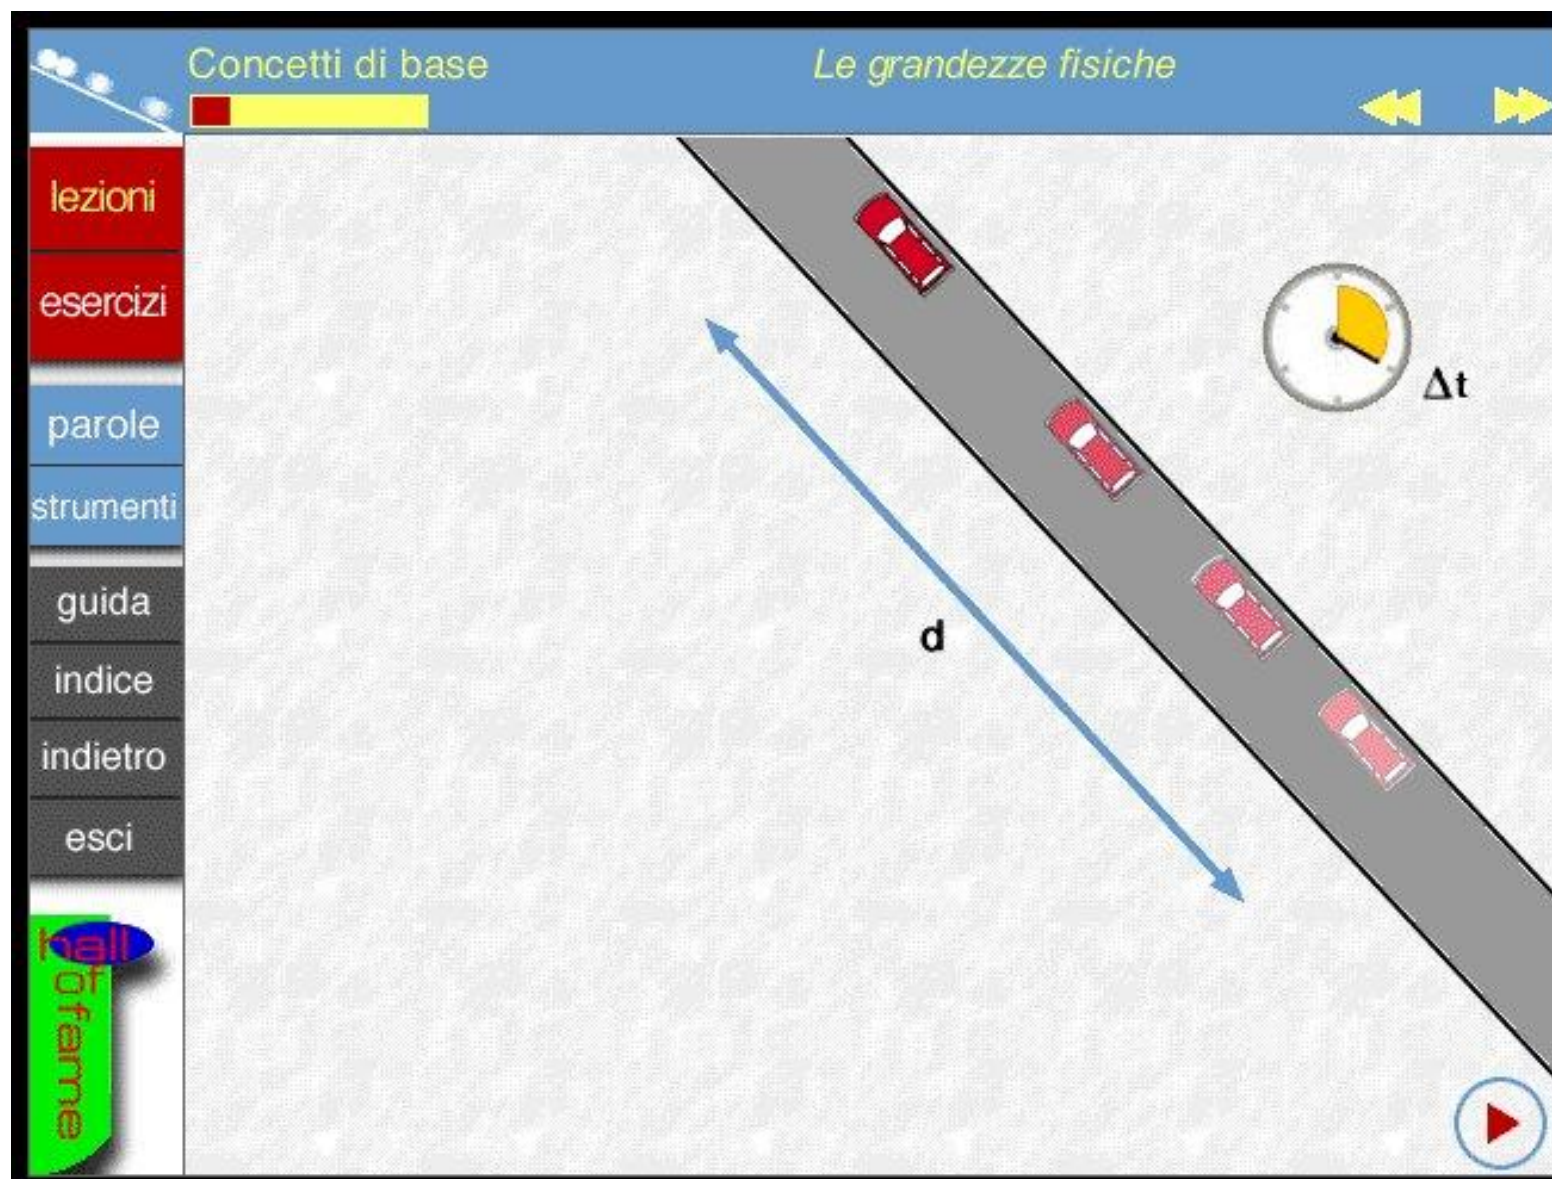 Concetti di base
Le grandezze fisiche
lezioni
esercizi
parole
strumenti
guida
indice
indietro
esci
hall
of
fame
Δt
d